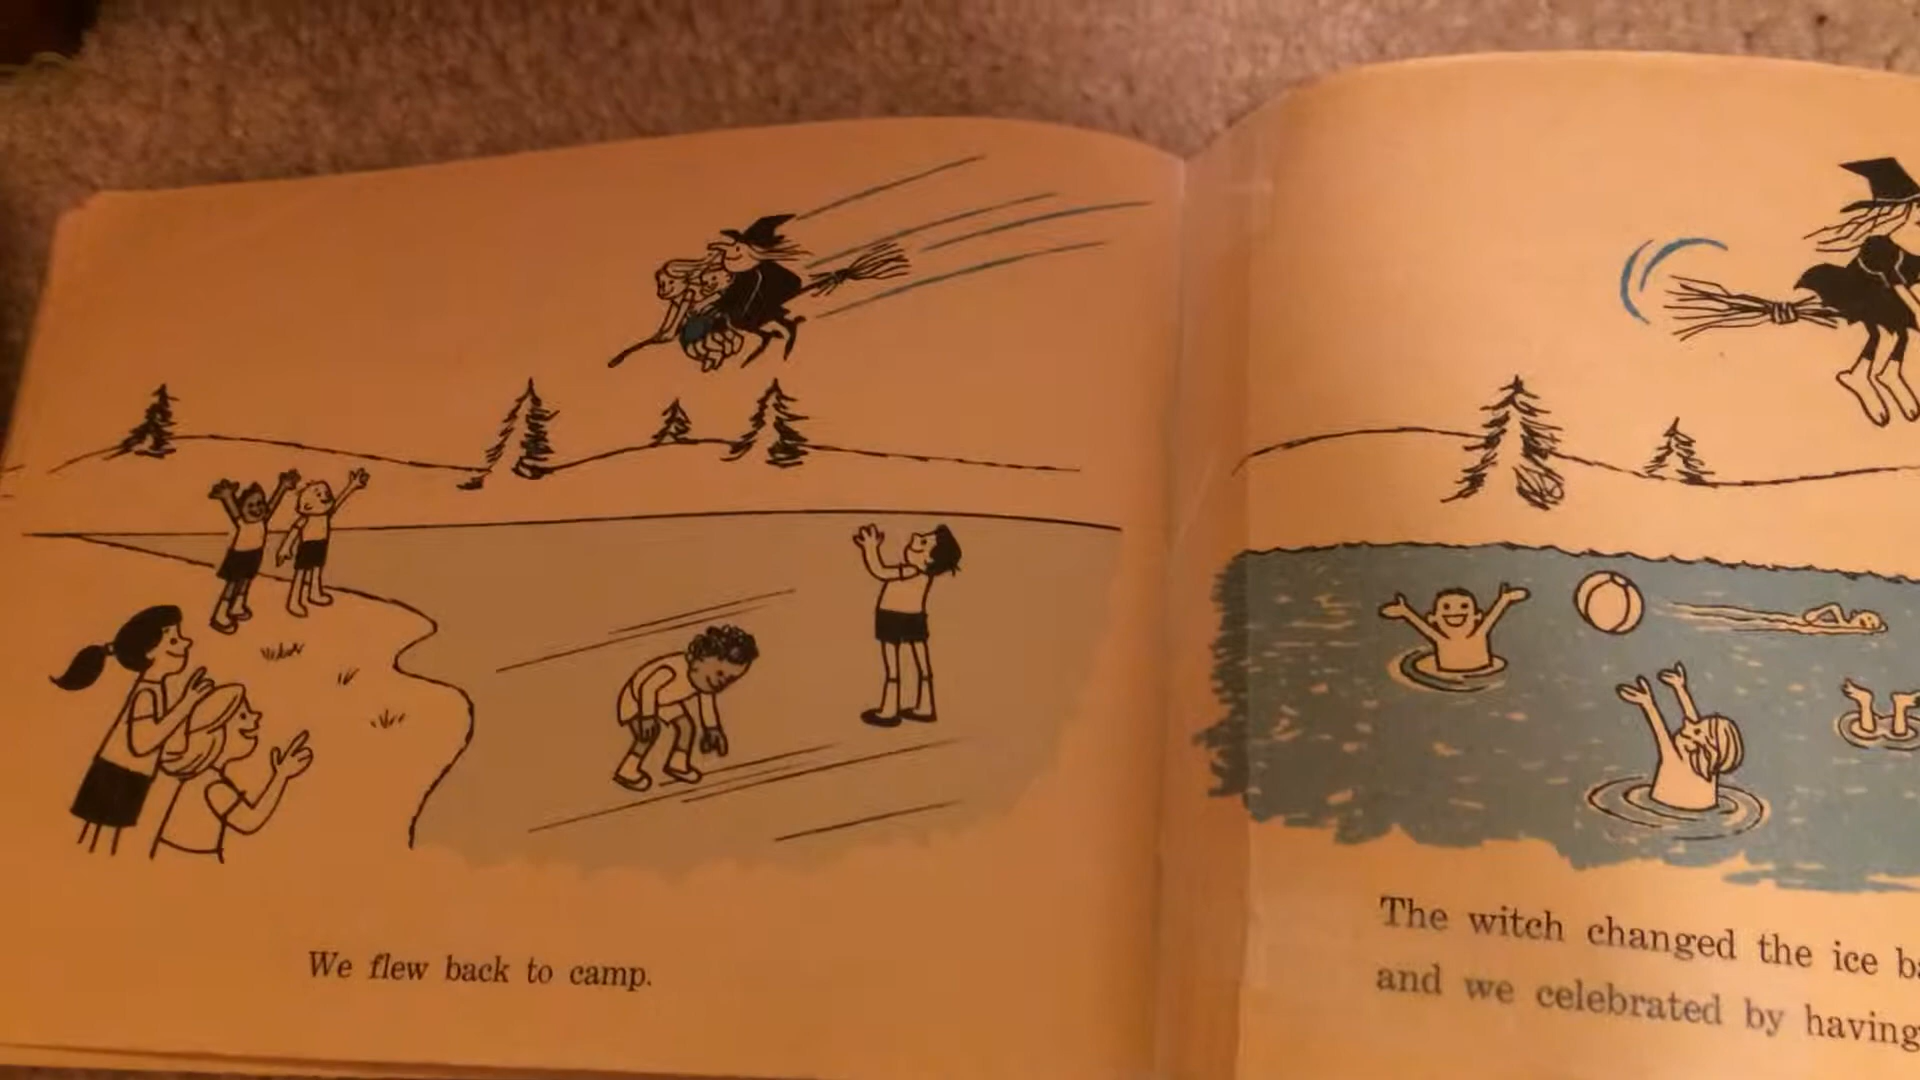 We flew back to camp.
The witch changed the ice
and we celebrated by having